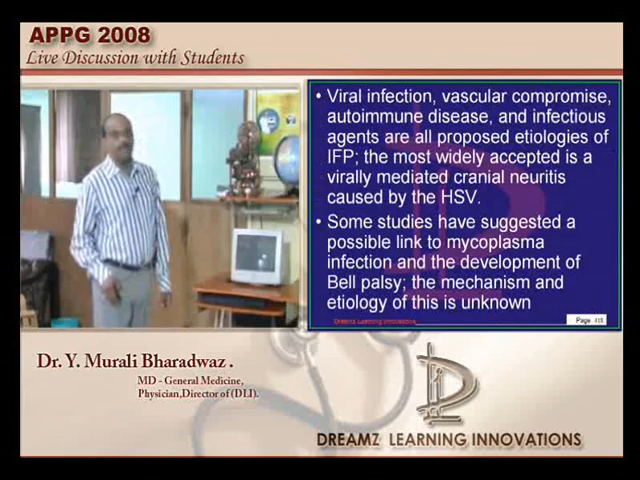 APPG 2008
Live Discussion with Students
• Viral infection, vascular compromise,
autoimmune disease, and infectious
agents are all proposed etiologies of
IFP; the most widely accepted is a
virally mediated cranial neuritis
caused by the HSV.
• Some studies have suggested a
possible link to mycoplasma
infection and the development of
Bell palsy; the mechanism and
etiology of this is unknown
Dreamz Learning Innovations
Page
Dr. Y. Murali Bharadwaz .
MD - General Medicine,
Physician,Director of (DLI).
DREAMZ LEARNING INNOVATIONS